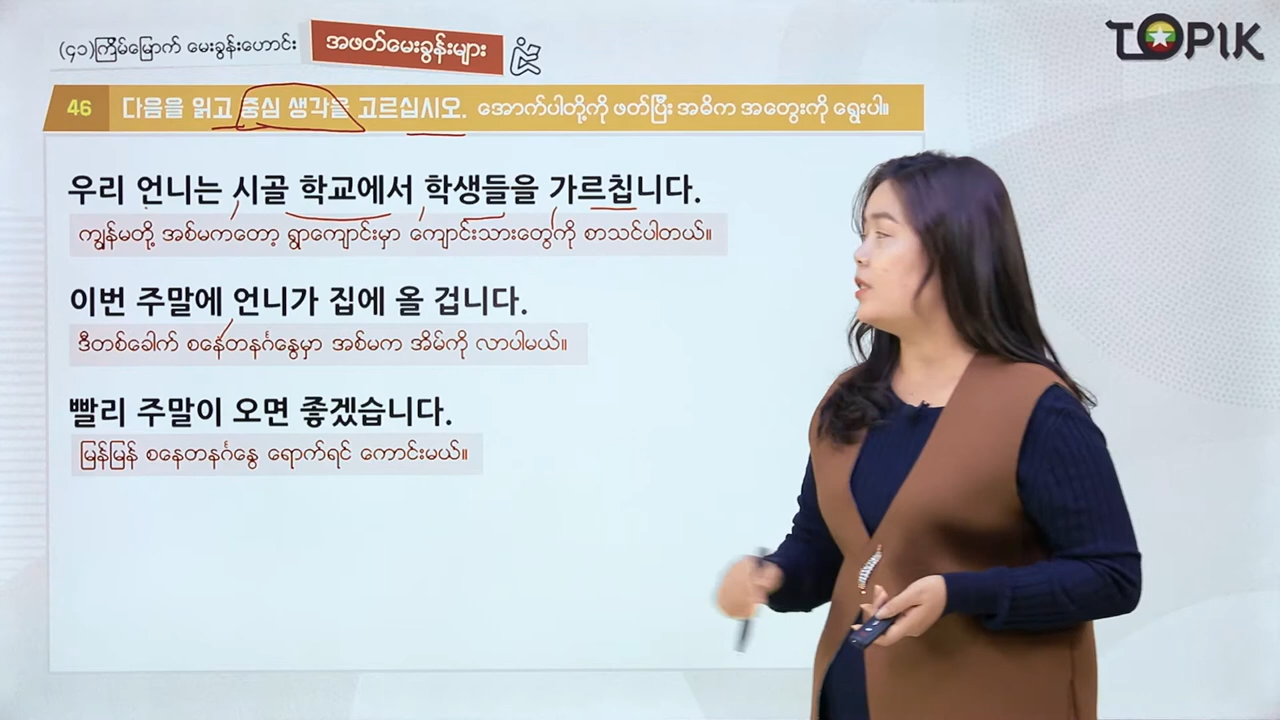 (၄၁)ကြိမ်မြောက် မေးခွန်းဟောင်း အဖတ်မေးခွန်းများ
TOPIK
46 다음을 읽고 중심 생각을 고르십시오. အောက်ပါတို့ကို ဖတ်ပြီး အဓိက အတွေးကို ရွေးပါ။
우리 언니는 시골 학교에서 학생들을 가르칩니다.
ကျွန်မတို့ အစ်မကတော့ ရွာကျောင်းမှာ ကျောင်းသားတွေကို စာသင်ပါတယ်။
이번 주말에 언니가 집에 올 겁니다.
ဒီတစ်ခေါက် စနေတနင်္ဂနွေမှာ အစ်မက အိမ်ကို လာပါမယ်။
빨리 주말이 오면 좋겠습니다.
မြန်မြန် စနေတနင်္ဂနွေ ရောက်ရင် ကောင်းမယ်။